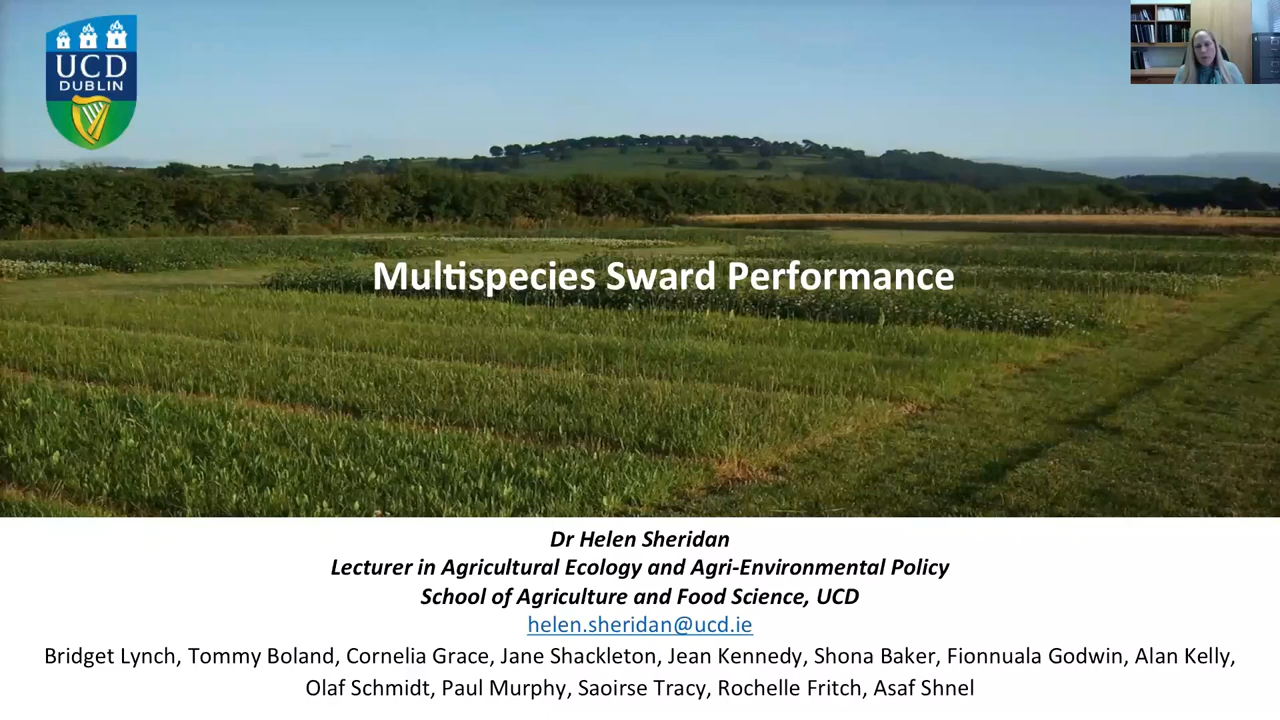 UCD
DUBLIN
Multispecies Sward Performance
Dr Helen Sheridan
Lecturer in Agricultural Ecology and Agri-Environmental Policy
School of Agriculture and Food Science, UCD
helen.sheridan@ucd.ie
Bridget Lynch, Tommy Boland, Cornelia Grace, Jane Shackleton, Jean Kennedy, Shona Baker, Fionnuala Godwin, Alan Kelly,
Olaf Schmidt, Paul Murphy, Saoirse Tracy, Rochelle Fritch, Asaf Shnel